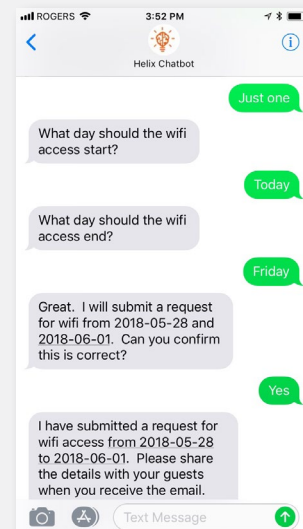 ROGERS 3:52 PM
Helix Chatbot
Just one
What day should the wifi
access start?
Today
What day should the wifi
access end?
Friday
Great. I will submit a request
for wifi from 2018-05-28 and
2018-06-01. Can you confirm
this is correct?
Yes
I have submitted a request for
wifi access from 2018-05-28
to 2018-06-01. Please share
the details with your guests
when you receive the email.
Text Message